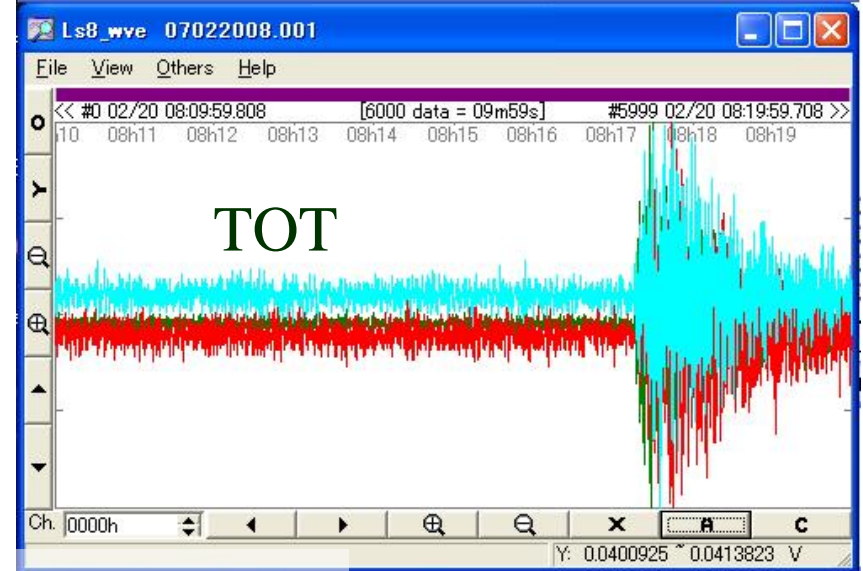 Ls8_wve 07022008.001
File View Others Help
<< #0 02/20 08:09:59.808 [6000 data = 09m59s] #5999 02/20 08:19:59.708 >>
h10 08h11 08h12 08h13 08h14 08h15 08h16 08h17 08h18 08h19
TOT
Ch. 0000h X A C
Y: 0.0400925 ~ 0.0413823 V